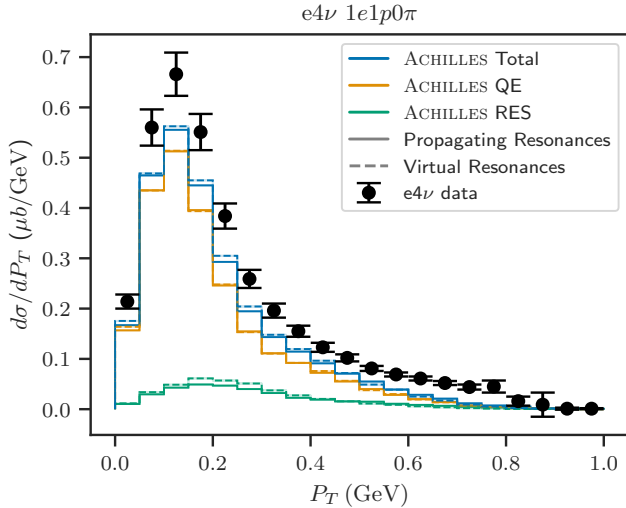 e4ν 1e1p0π
0.7
0.6
0.5
0.4
0.3
0.2
0.1
0.0
dσ/dP_T (μb/GeV)
ACHILLES Total
ACHILLES QE
ACHILLES RES
Propagating Resonances
Virtual Resonances
e4ν data
0.0 0.2 0.4 0.6 0.8 1.0
P_T (GeV)